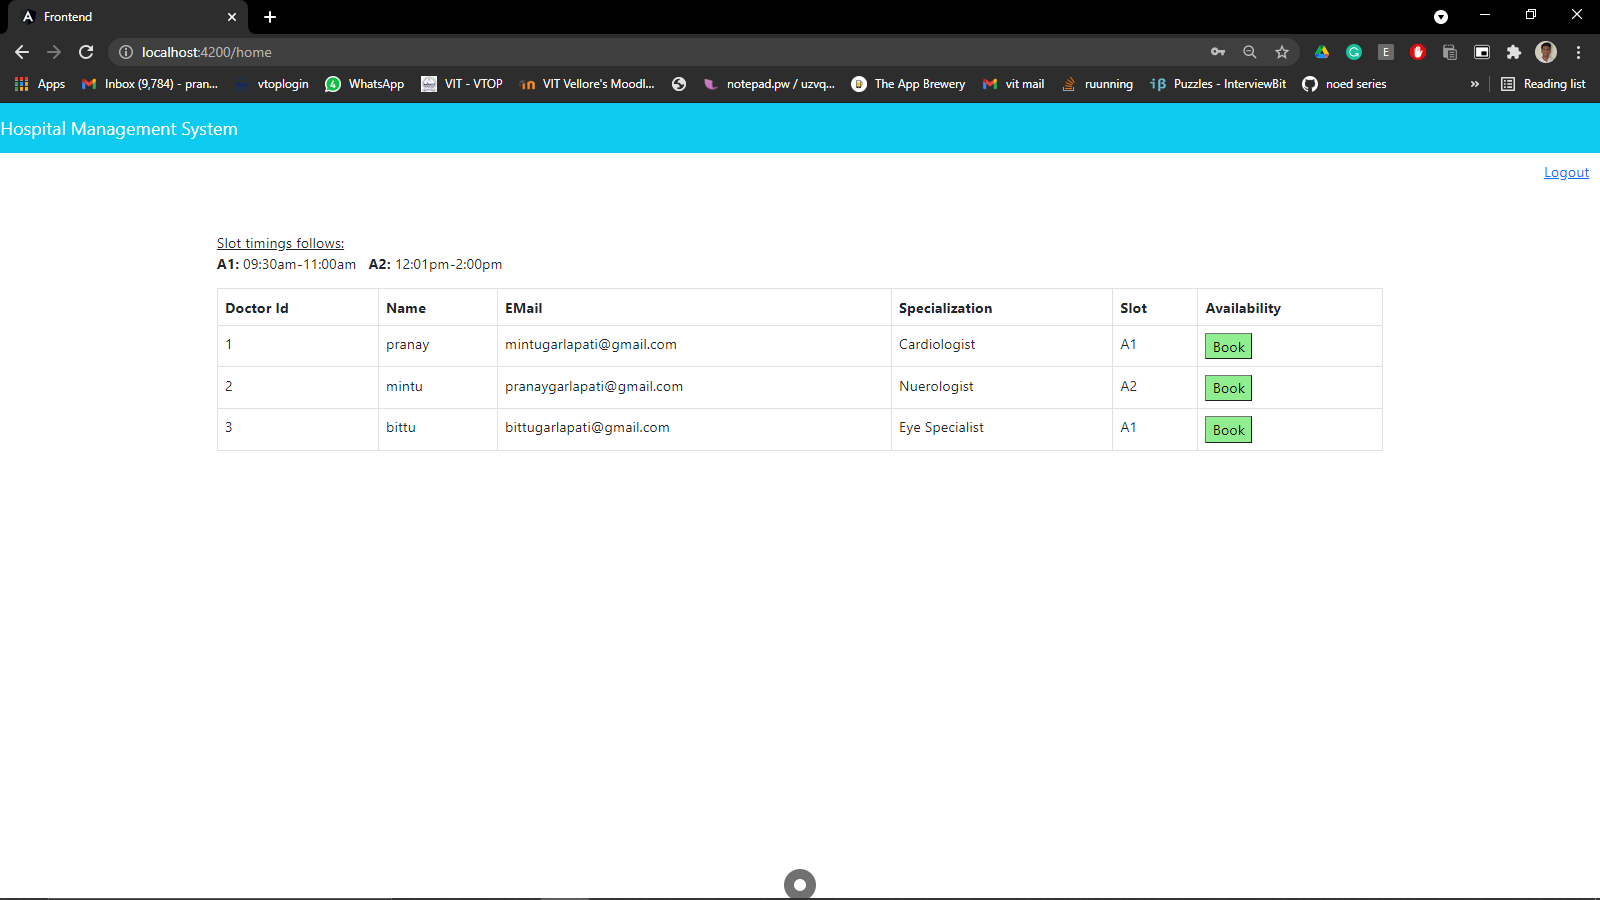 Frontend
localhost:4200/home
Apps Inbox (9,784) - pran... vtoplogin 4 WhatsApp VIT - VTOP VIT Vellore's Moodl... notepad.pw / uzvq... The App Brewery vit mail ruunning iβ Puzzles - InterviewBit noed series » Reading list
Hospital Management System
Logout
Slot timings follows:
A1: 09:30am-11:00am A2: 12:01pm-2:00pm
Doctor Id Name EMail Specialization Slot Availability
1 pranay mintugarlapati@gmail.com Cardiologist A1 Book
2 mintu pranaygarlapati@gmail.com Nuerologist A2 Book
3 bittu bittugarlapati@gmail.com Eye Specialist A1 Book